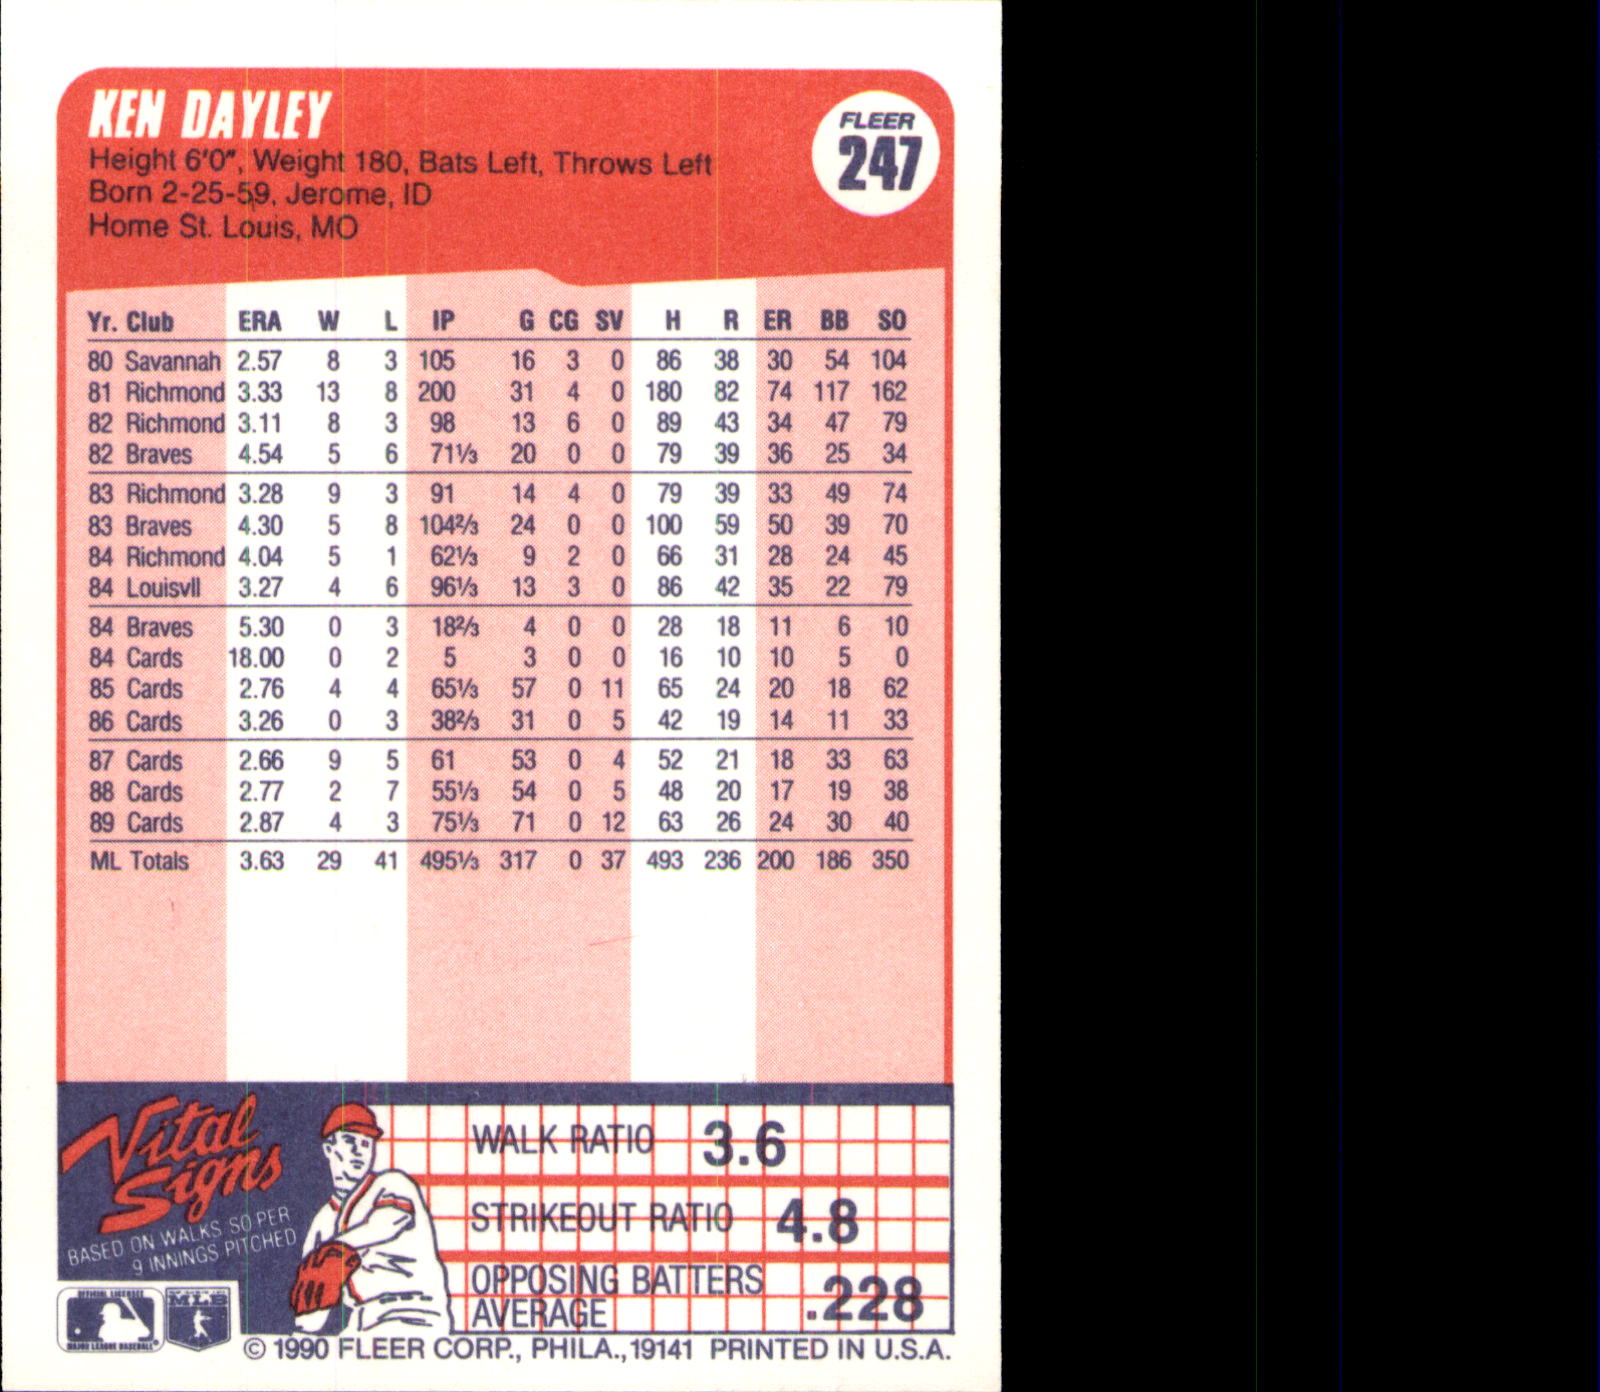 KEN DAYLEY
Height 6'0", Weight 180, Bats Left, Throws Left
Born 2-25-59, Jerome, ID
Home St. Louis, MO
FLEER
247
Yr. Club ERA W L IP G CG SV H R ER BB SO
80 Savannah 2.57 8 3 105 16 3 0 86 38 30 54 104
81 Richmond 3.33 13 8 200 31 4 0 180 82 74 117 162
82 Richmond 3.11 8 3 98 13 6 0 89 43 34 47 79
82 Braves 4.54 5 6 71⅓ 20 0 0 79 39 36 25 34
83 Richmond 3.28 9 3 91 14 4 0 79 39 33 49 74
83 Braves 4.30 5 8 104⅔ 24 0 0 100 59 50 39 70
84 Richmond 4.04 5 1 62⅓ 9 2 0 66 31 28 24 45
84 Louisvll 3.27 4 6 96⅓ 13 3 0 86 42 35 22 79
84 Braves 5.30 0 3 18⅔ 4 0 0 28 18 11 6 10
84 Cards 18.00 0 2 5 3 0 0 16 10 10 5 0
85 Cards 2.76 4 4 65⅓ 57 0 11 65 24 20 18 62
86 Cards 3.26 0 3 38⅔ 31 0 5 42 19 14 11 33
87 Cards 2.66 9 5 61 53 0 4 52 21 18 33 63
88 Cards 2.77 2 7 55⅓ 54 0 5 48 20 17 19 38
89 Cards 2.87 4 3 75⅓ 71 0 12 63 26 24 30 40
ML Totals 3.63 29 41 495⅓ 317 0 37 493 236 200 186 350
Vital
Signs
BASED ON WALKS SO PER
9 INNINGS PITCHED
WALK RATIO 3.6
STRIKEOUT RATIO 4.8
OPPOSING BATTERS
AVERAGE .228
OFFICIAL LICENSEE
MAJOR LEAGUE BASEBALL
MLB
© 1990 FLEER CORP., PHILA., 19141 PRINTED IN U.S.A.